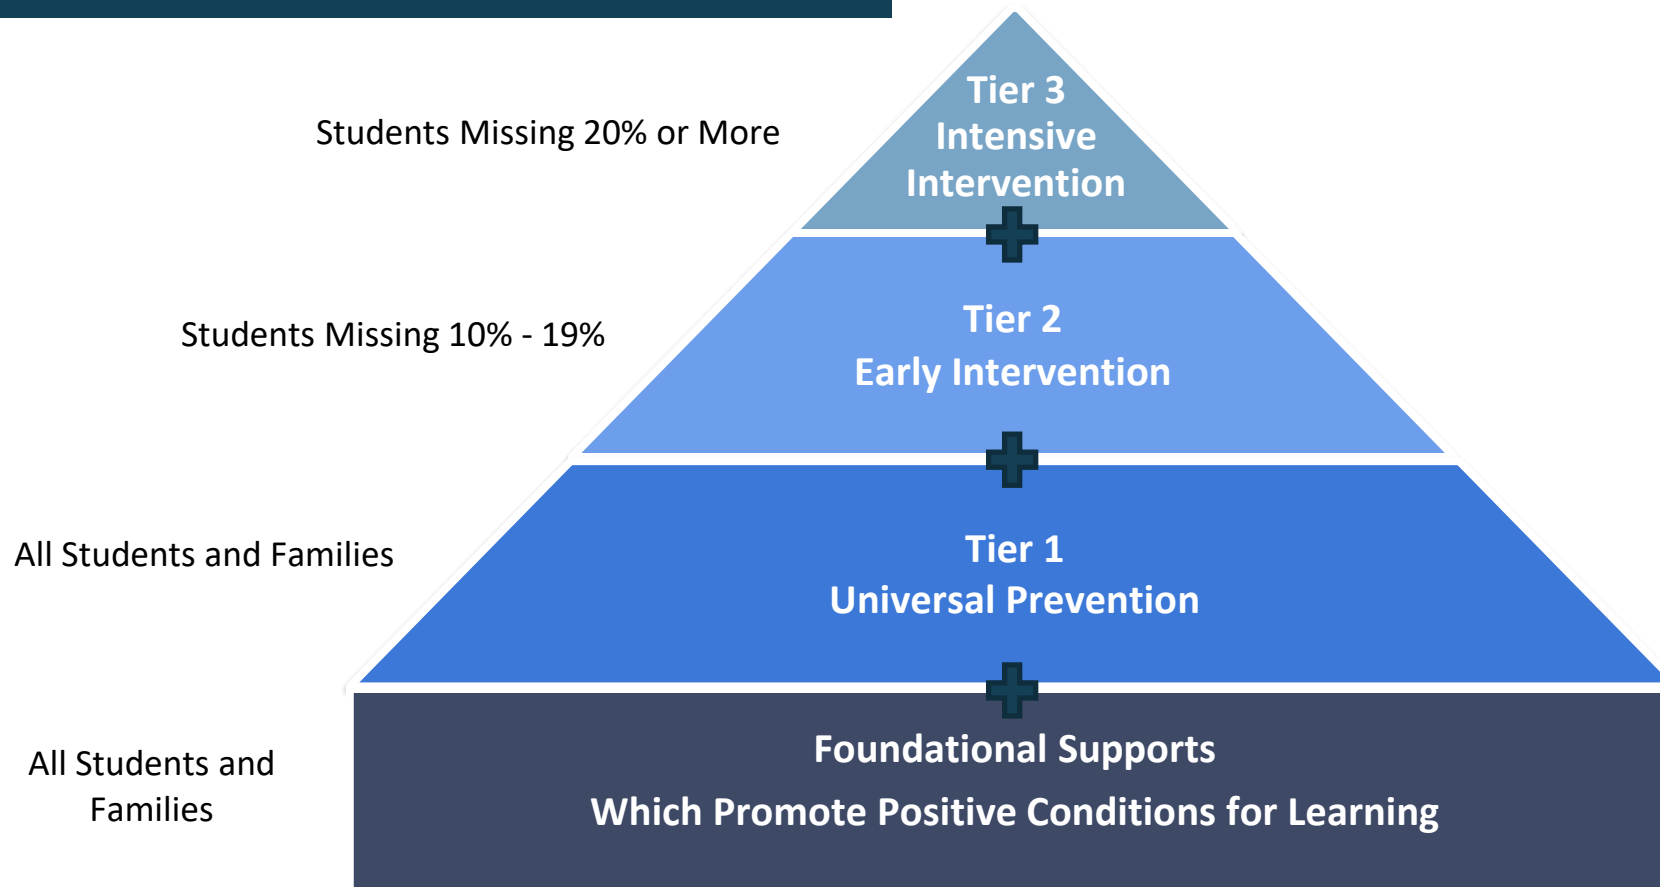 Tier 3
Intensive
Intervention
Students Missing 20% or More
Tier 2
Early Intervention
Students Missing 10% - 19%
Tier 1
Universal Prevention
All Students and Families
Foundational Supports
Which Promote Positive Conditions for Learning
All Students and
Families